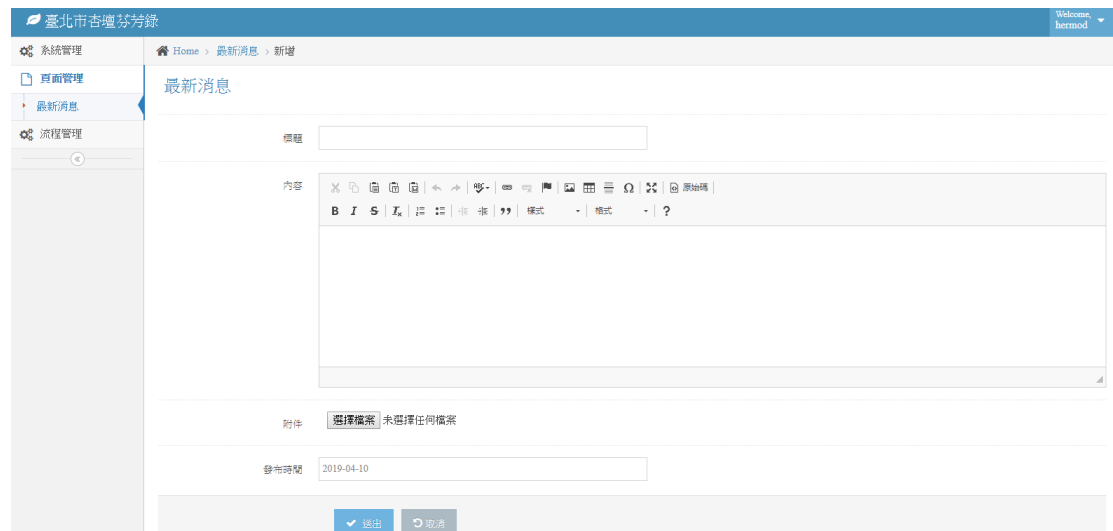 臺北市杏壇芬芳錄
Welcome,
hermod
系統管理
頁面管理
最新消息
流程管理
Home > 最新消息 > 新增
最新消息
標題
內容
ABC
Ω
原始碼
B I S Ix
樣式
格式
?
附件
選擇檔案 未選擇任何檔案
發布時間
2019-04-10
送出
取消